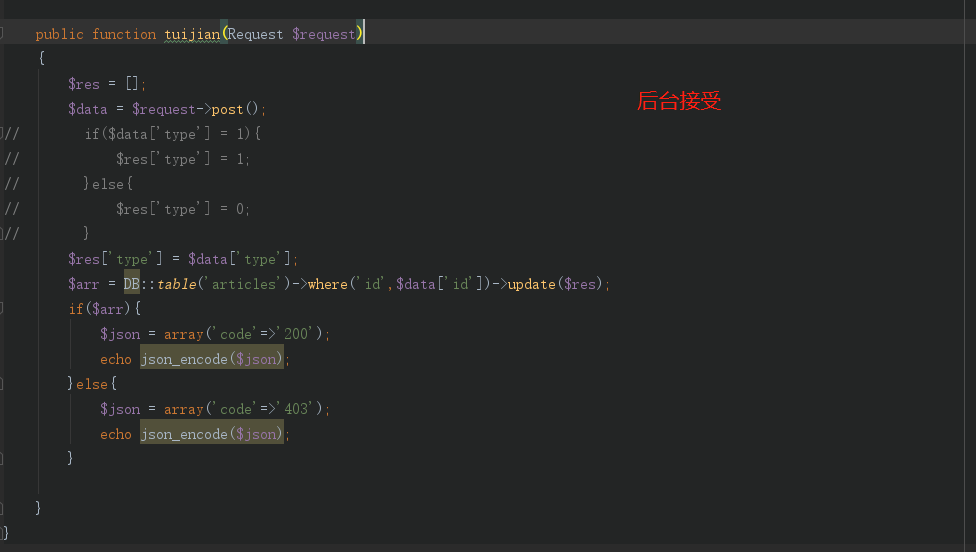 public function tuijian(Request $request)
{
$res = [];
$data = $request->post();
后台接受
// if($data['type'] = 1){
// $res['type'] = 1;
// }else{
// $res['type'] = 0;
// }
$res['type'] = $data['type'];
$arr = DB::table('articles')->where('id',$data['id'])->update($res);
if($arr){
$json = array('code'=>'200');
echo json_encode($json);
}else{
$json = array('code'=>'403');
echo json_encode($json);
}
}
}